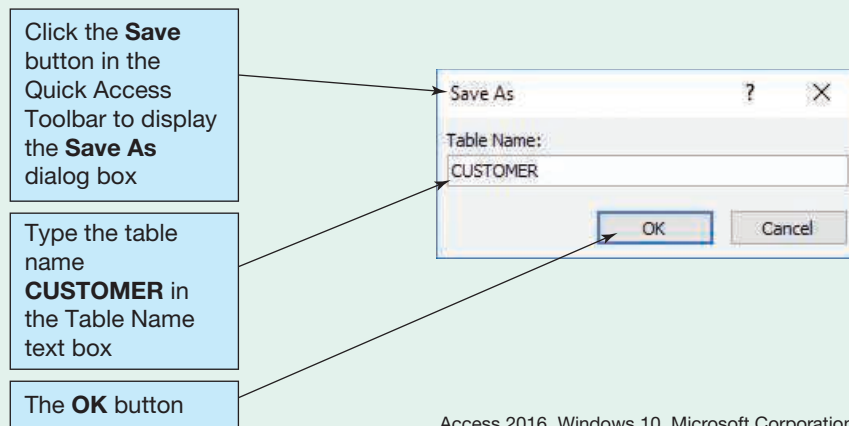 Click the Save
button in the
Quick Access
Toolbar to display
the Save As
dialog box
Type the table
name
CUSTOMER in
the Table Name
text box
The OK button
Save As ? ×
Table Name:
CUSTOMER
OK Cancel
Access 2016, Windows 10, Microsoft Corporation